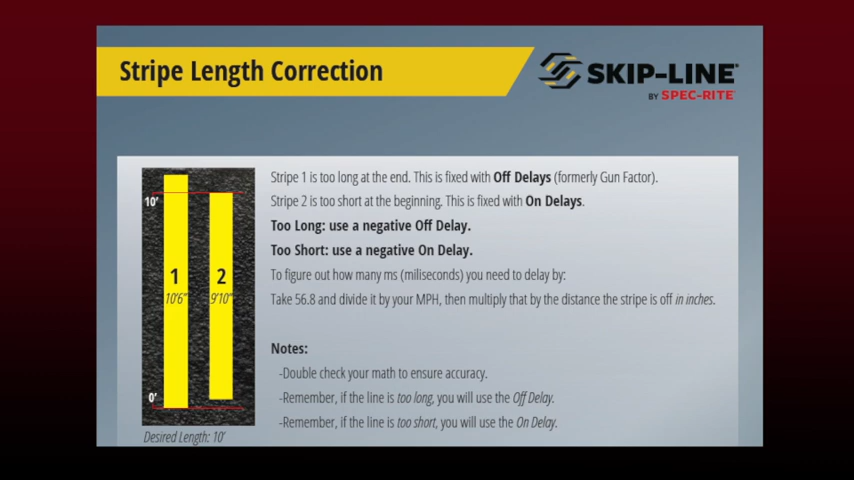 Stripe Length Correction
SKIP-LINE®
BY SPEC-RITE
Stripe 1 is too long at the end. This is fixed with Off Delays (formerly Gun Factor).
Stripe 2 is too short at the beginning. This is fixed with On Delays.
Too Long: use a negative Off Delay.
Too Short: use a negative On Delay.
To figure out how many ms (miliseconds) you need to delay by:
Take 56.8 and divide it by your MPH, then multiply that by the distance the stripe is off in inches.
Notes:
-Double check your math to ensure accuracy.
-Remember, if the line is too long, you will use the Off Delay.
-Remember, if the line is too short, you will use the On Delay.
10'
1
2
10'6"
9'10"
0'
Desired Length: 10'